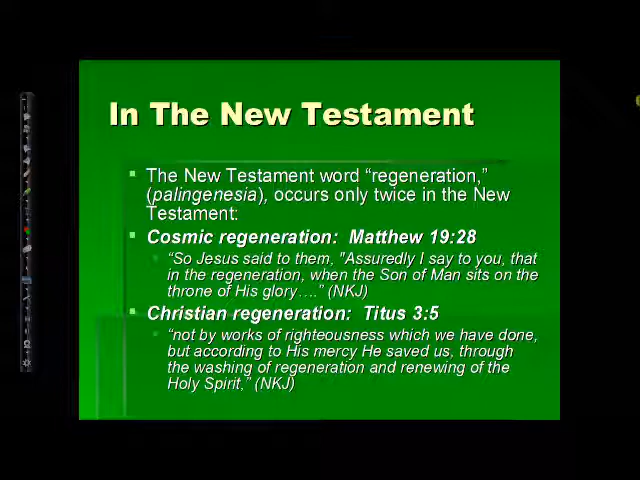 In The New Testament
The New Testament word “regeneration,”
(palingenesia), occurs only twice in the New
Testament:
Cosmic regeneration: Matthew 19:28
“So Jesus said to them, "Assuredly I say to you, that
in the regeneration, when the Son of Man sits on the
throne of His glory….” (NKJ)
Christian regeneration: Titus 3:5
“not by works of righteousness which we have done,
but according to His mercy He saved us, through
the washing of regeneration and renewing of the
Holy Spirit,” (NKJ)